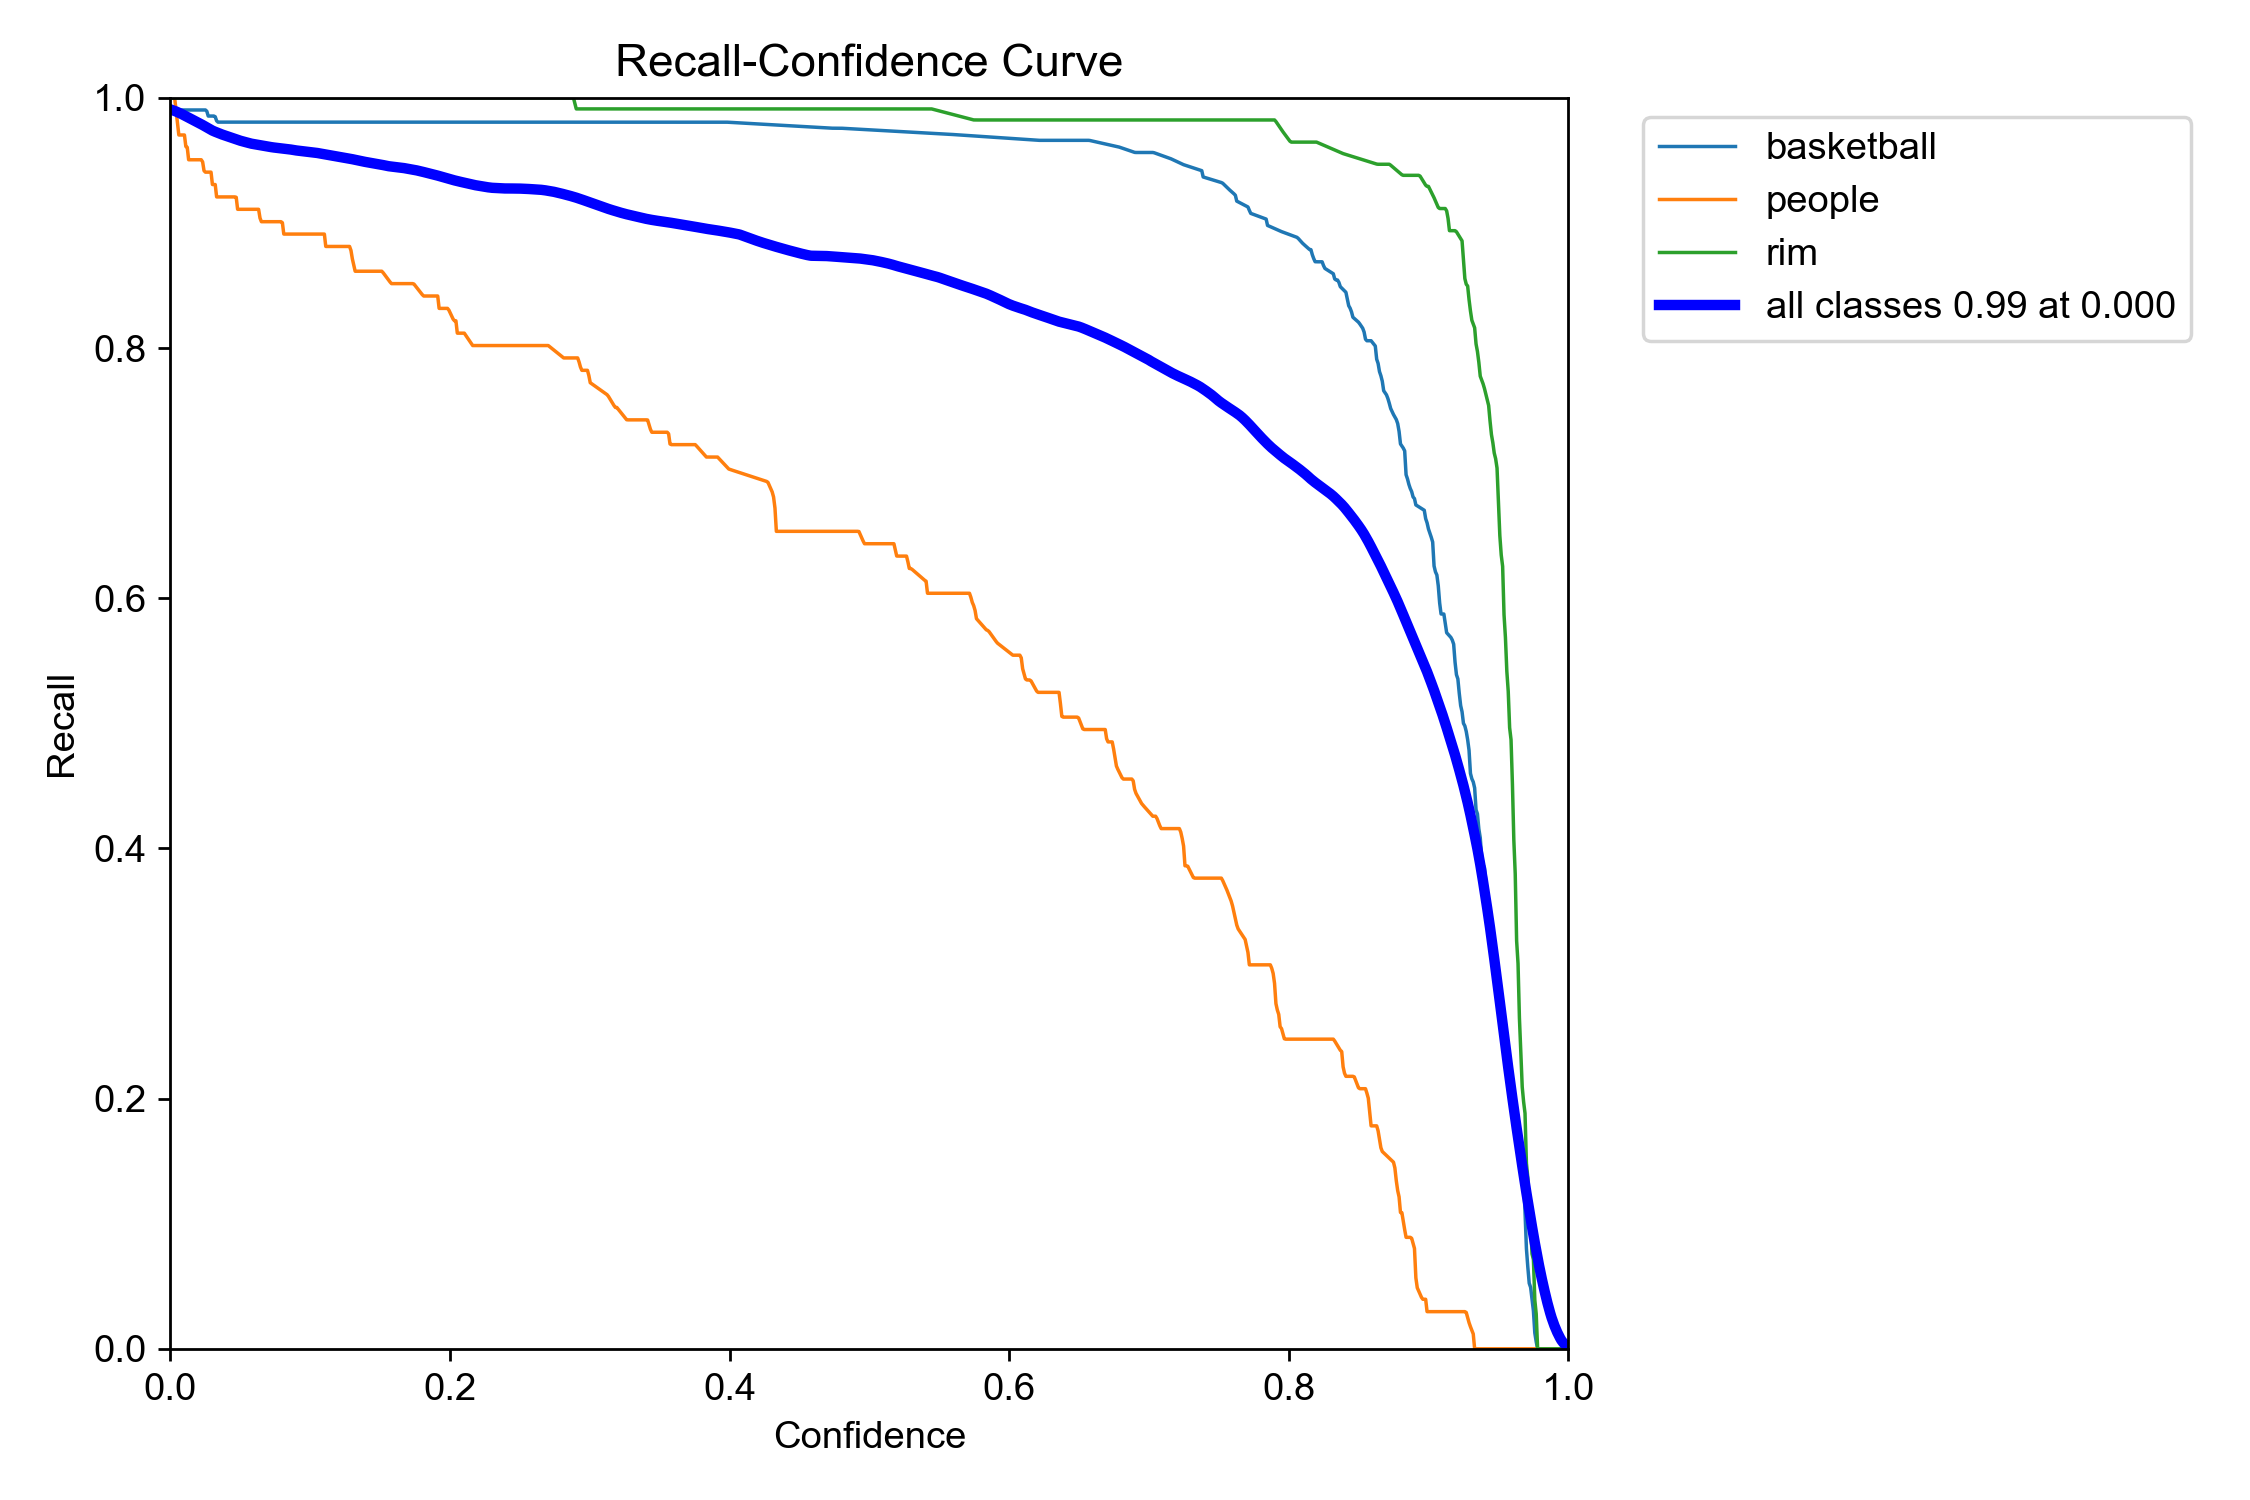 Recall-Confidence Curve
1.0
0.8
0.6
0.4
0.2
0.0
Recall
0.0 0.2 0.4 0.6 0.8 1.0
Confidence
basketball
people
rim
all classes 0.99 at 0.000